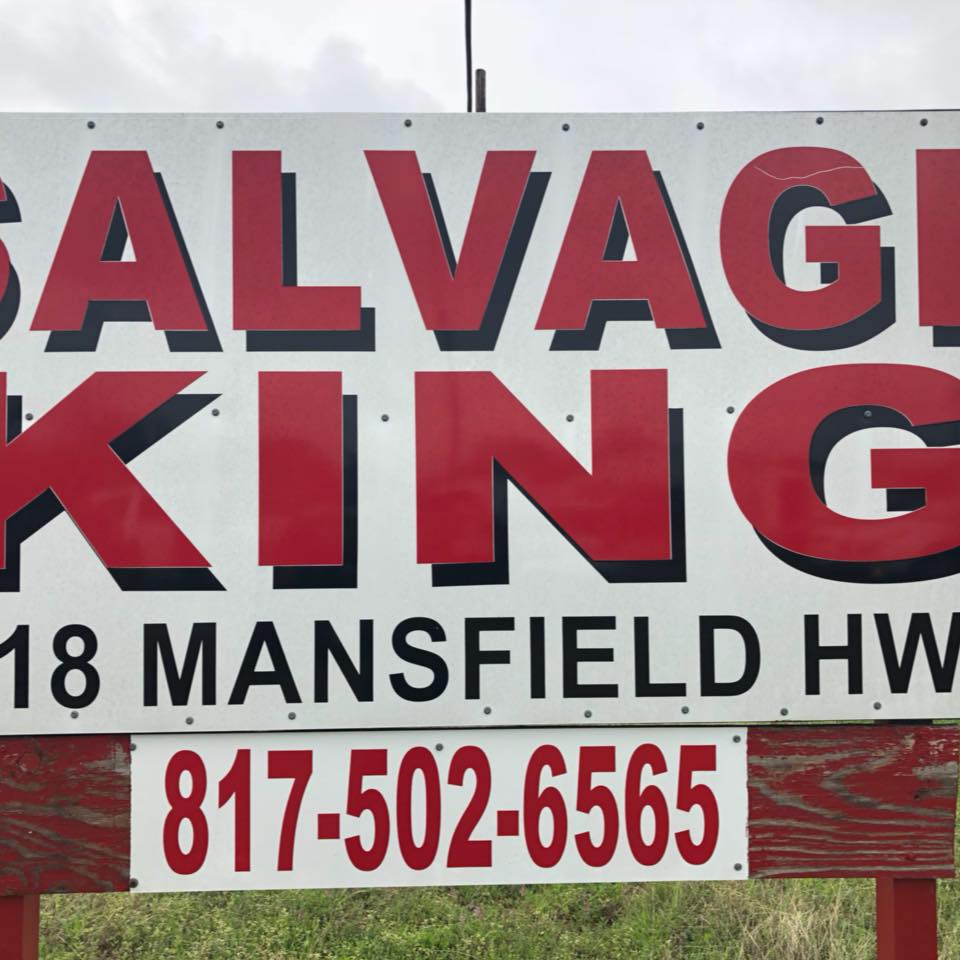 SALVAGE
KING
18 MANSFIELD HW
817-502-6565